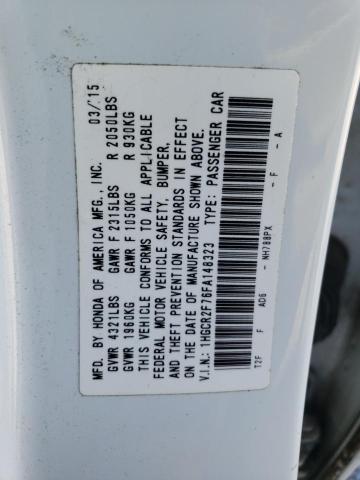 MFD. BY HONDA OF AMERICA MFG., INC. 03/15
GVWR 4321LBS GAWR F 2315LBS R 2050LBS
GVWR 1960KG GAWR F 1050KG R 930KG
THIS VEHICLE CONFORMS TO ALL APPLICABLE
FEDERAL MOTOR VEHICLE SAFETY, BUMPER,
AND THEFT PREVENTION STANDARDS IN EFFECT
ON THE DATE OF MANUFACTURE SHOWN ABOVE.
V.I.N.: 1HGCR2F76FA148323 TYPE: PASSENGER CAR
F AD6 - NH788PX - F - A
T2F